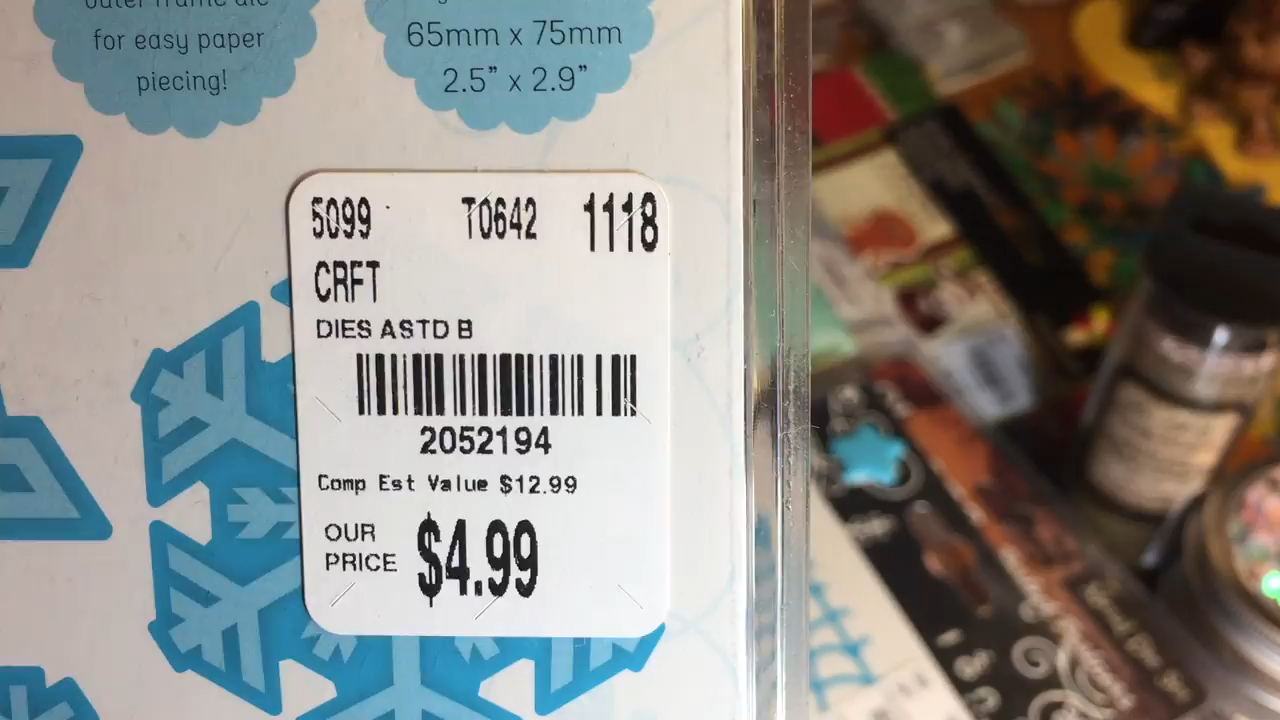 outer frame die
for easy paper
piecing!
65mm x 75mm
2.5" x 2.9"
5099 T0642 1118
CRFT
DIES ASTD B
2052194
Comp Est Value $12.99
OUR
PRICE $4.99